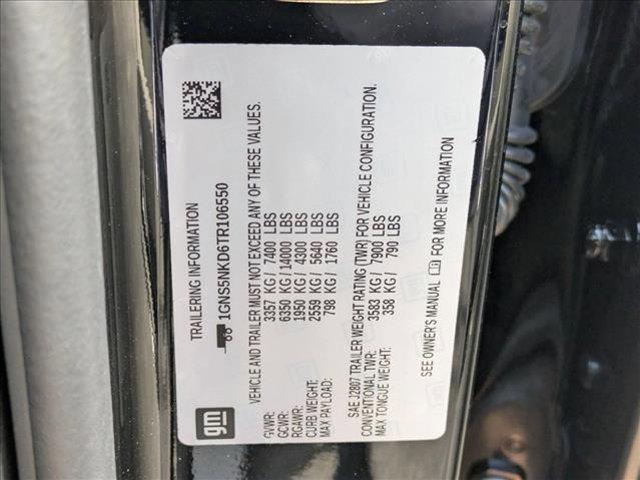 TRAILERING INFORMATION
1GNS5NKD6TR106550
VEHICLE AND TRAILER MUST NOT EXCEED ANY OF THESE VALUES.
GVWR: 3357 KG / 7400 LBS
GCWR: 6350 KG / 14000 LBS
RGAWR: 1950 KG / 4300 LBS
CURB WEIGHT: 2559 KG / 5640 LBS
MAX PAYLOAD: 798 KG / 1760 LBS
SAE J2807 TRAILER WEIGHT RATING (TWR) FOR VEHICLE CONFIGURATION.
CONVENTIONAL TWR: 3583 KG / 7900 LBS
MAX TONGUE WEIGHT: 358 KG / 790 LBS
SEE OWNER'S MANUAL FOR MORE INFORMATION
gm